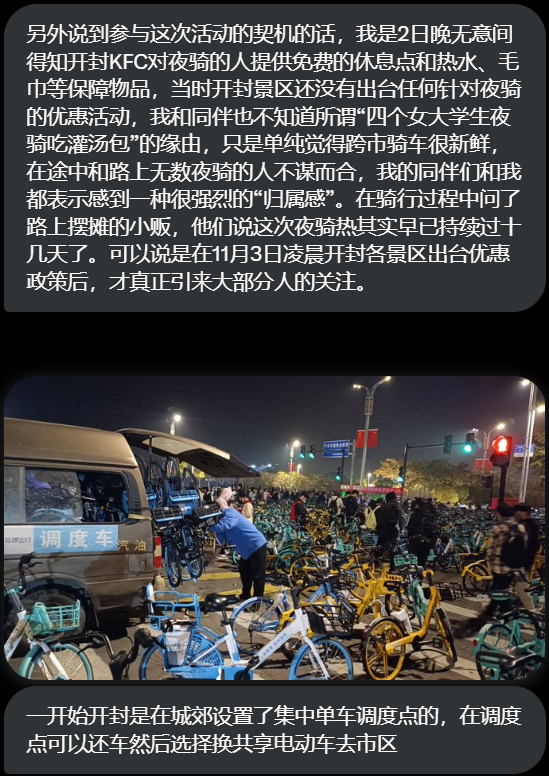 另外说到参与这次活动的契机的话，我是2日晚无意间
得知开封KFC对夜骑的人提供免费的休息点和热水、毛
巾等保障物品，当时开封景区还没有出台任何针对夜骑
的优惠活动，我和同伴也不知道所谓“四个女大学生夜
骑吃灌汤包”的缘由，只是单纯觉得跨市骑车很新鲜，
在途中和路上无数夜骑的人不谋而合，我的同伴们和我
都表示感到一种很强烈的“归属感”。在骑行过程中问了
路上摆摊的小贩，他们说这次夜骑热其实早已持续过十
几天了。可以说是在11月3日凌晨开封各景区出台优惠
政策后，才真正引来大部分人的关注。
调度车
汽油
一开始开封是在城郊设置了集中单车调度点的，在调度
点可以还车然后选择换共享电动车去市区